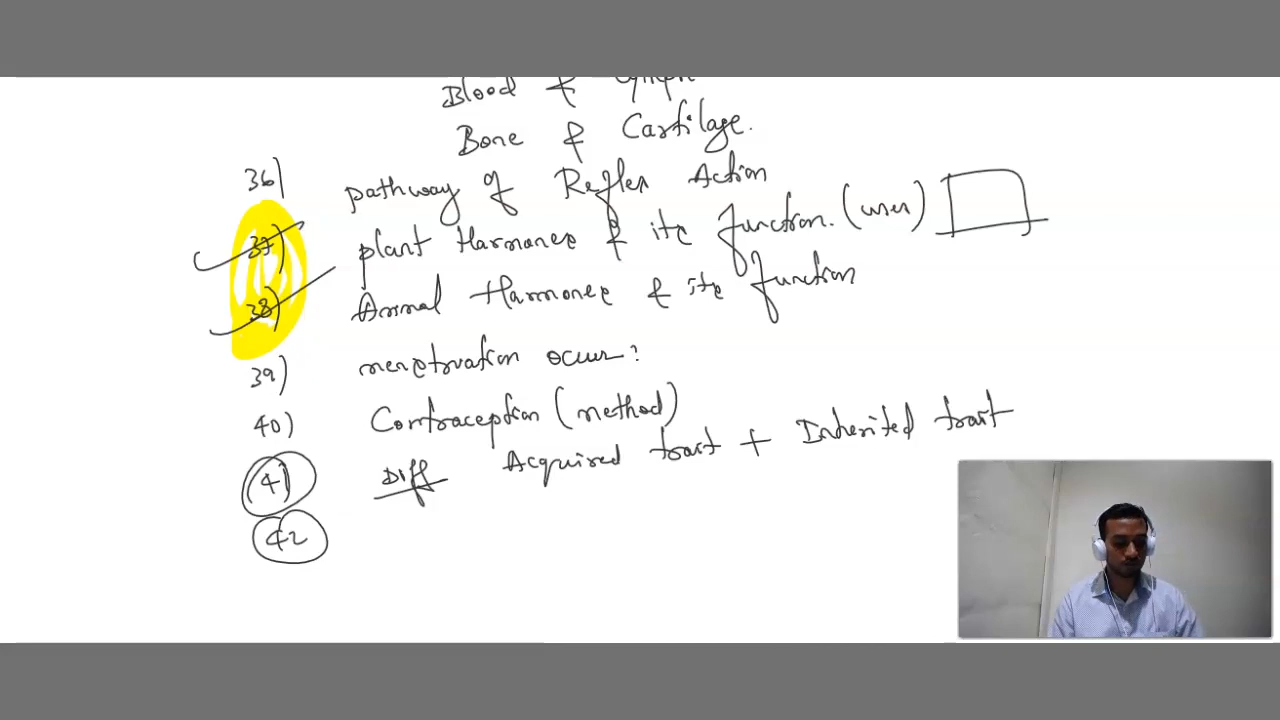 Blood & Lymph
Bone & Cartilage.
36) pathway of Reflex Action
37) plant Harmones & its function. (uses)
38) Animal Harmones & its function
39) menstruation occur?
40) Contraception (method)
41) Diff Acquired trait + Inherited trait
42